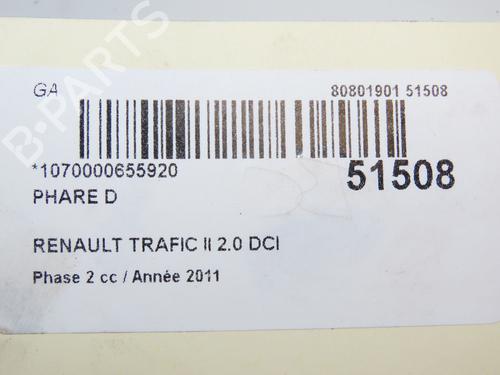 B-PARTS
GA
80801901 51508
*1070000655920
51508
PHARE D
RENAULT TRAFIC II 2.0 DCI
Phase 2 cc / Année 2011